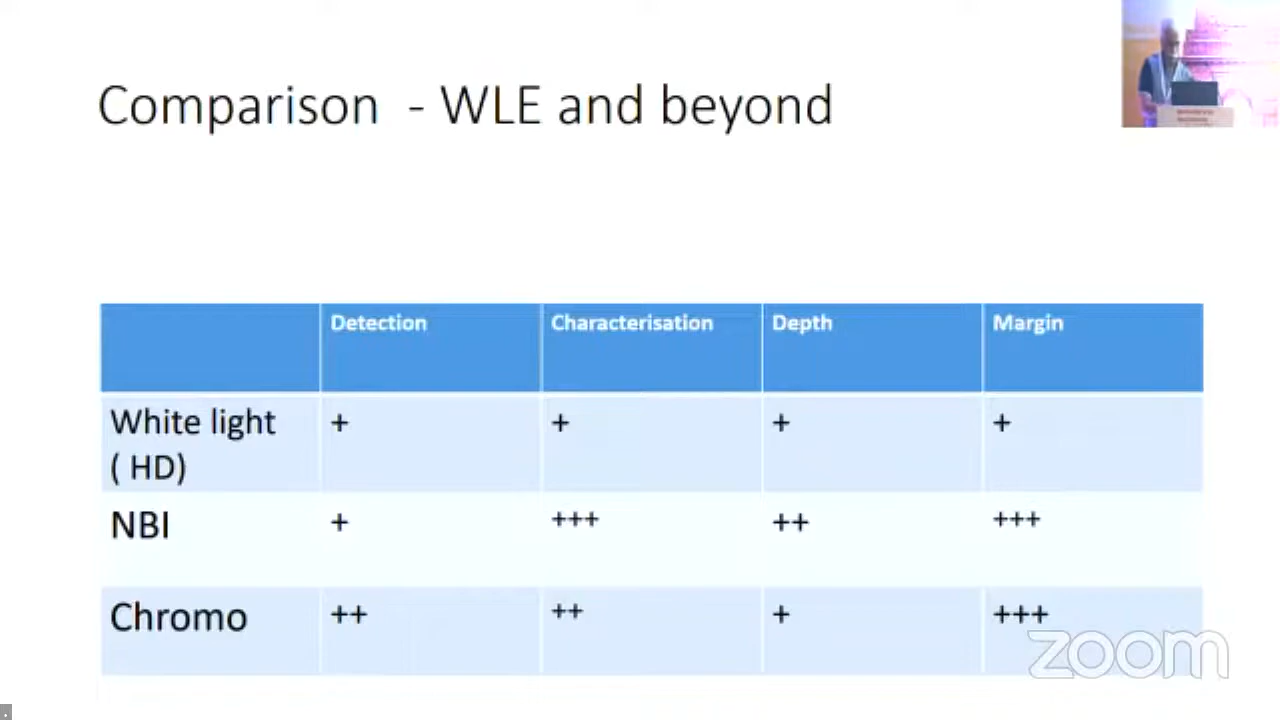 Comparison - WLE and beyond
Detection Characterisation Depth Margin
White light
( HD)
+ + + +
NBI + +++ ++ +++
Chromo ++ ++ + +++
zoom